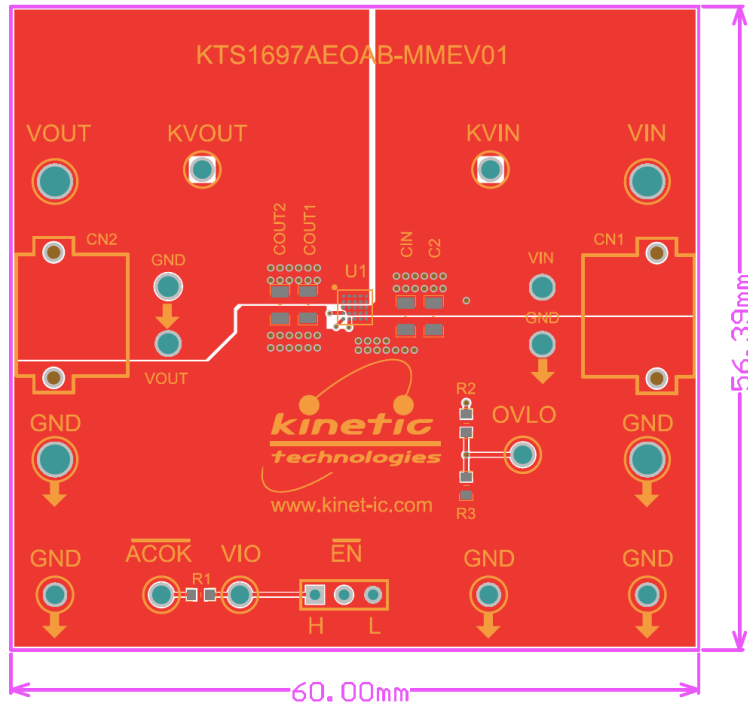 KTS1697AEOAB-MMEV01
VOUT
KVOUT
KVIN
VIN
COUT2
COUT1
CIN
C2
CN2
CN1
GND
VIN
U1
GND
VOUT
56.39mm
kinetic
technologies
www.kinet-ic.com
R2
OVLO
R3
GND
GND
ACOK
VIO
EN
GND
GND
GND
R1
H
L
60.00mm